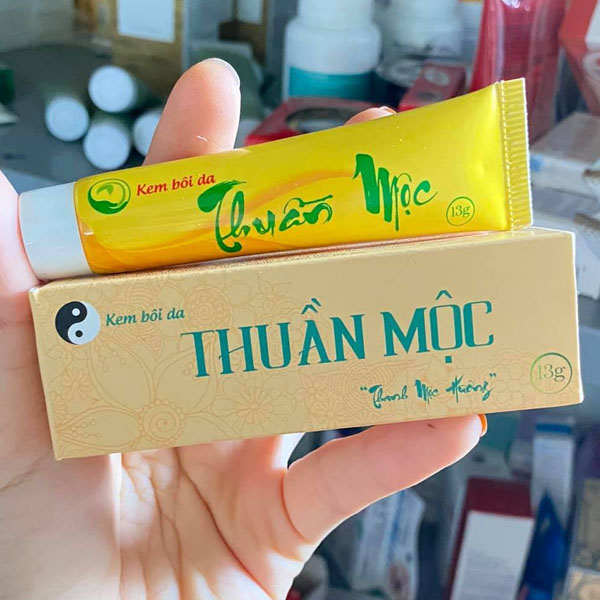 Kem bôi da
Thuần Mộc
13g
Kem bôi da
THUẦN MỘC
"Thanh Mộc Hương"
13g